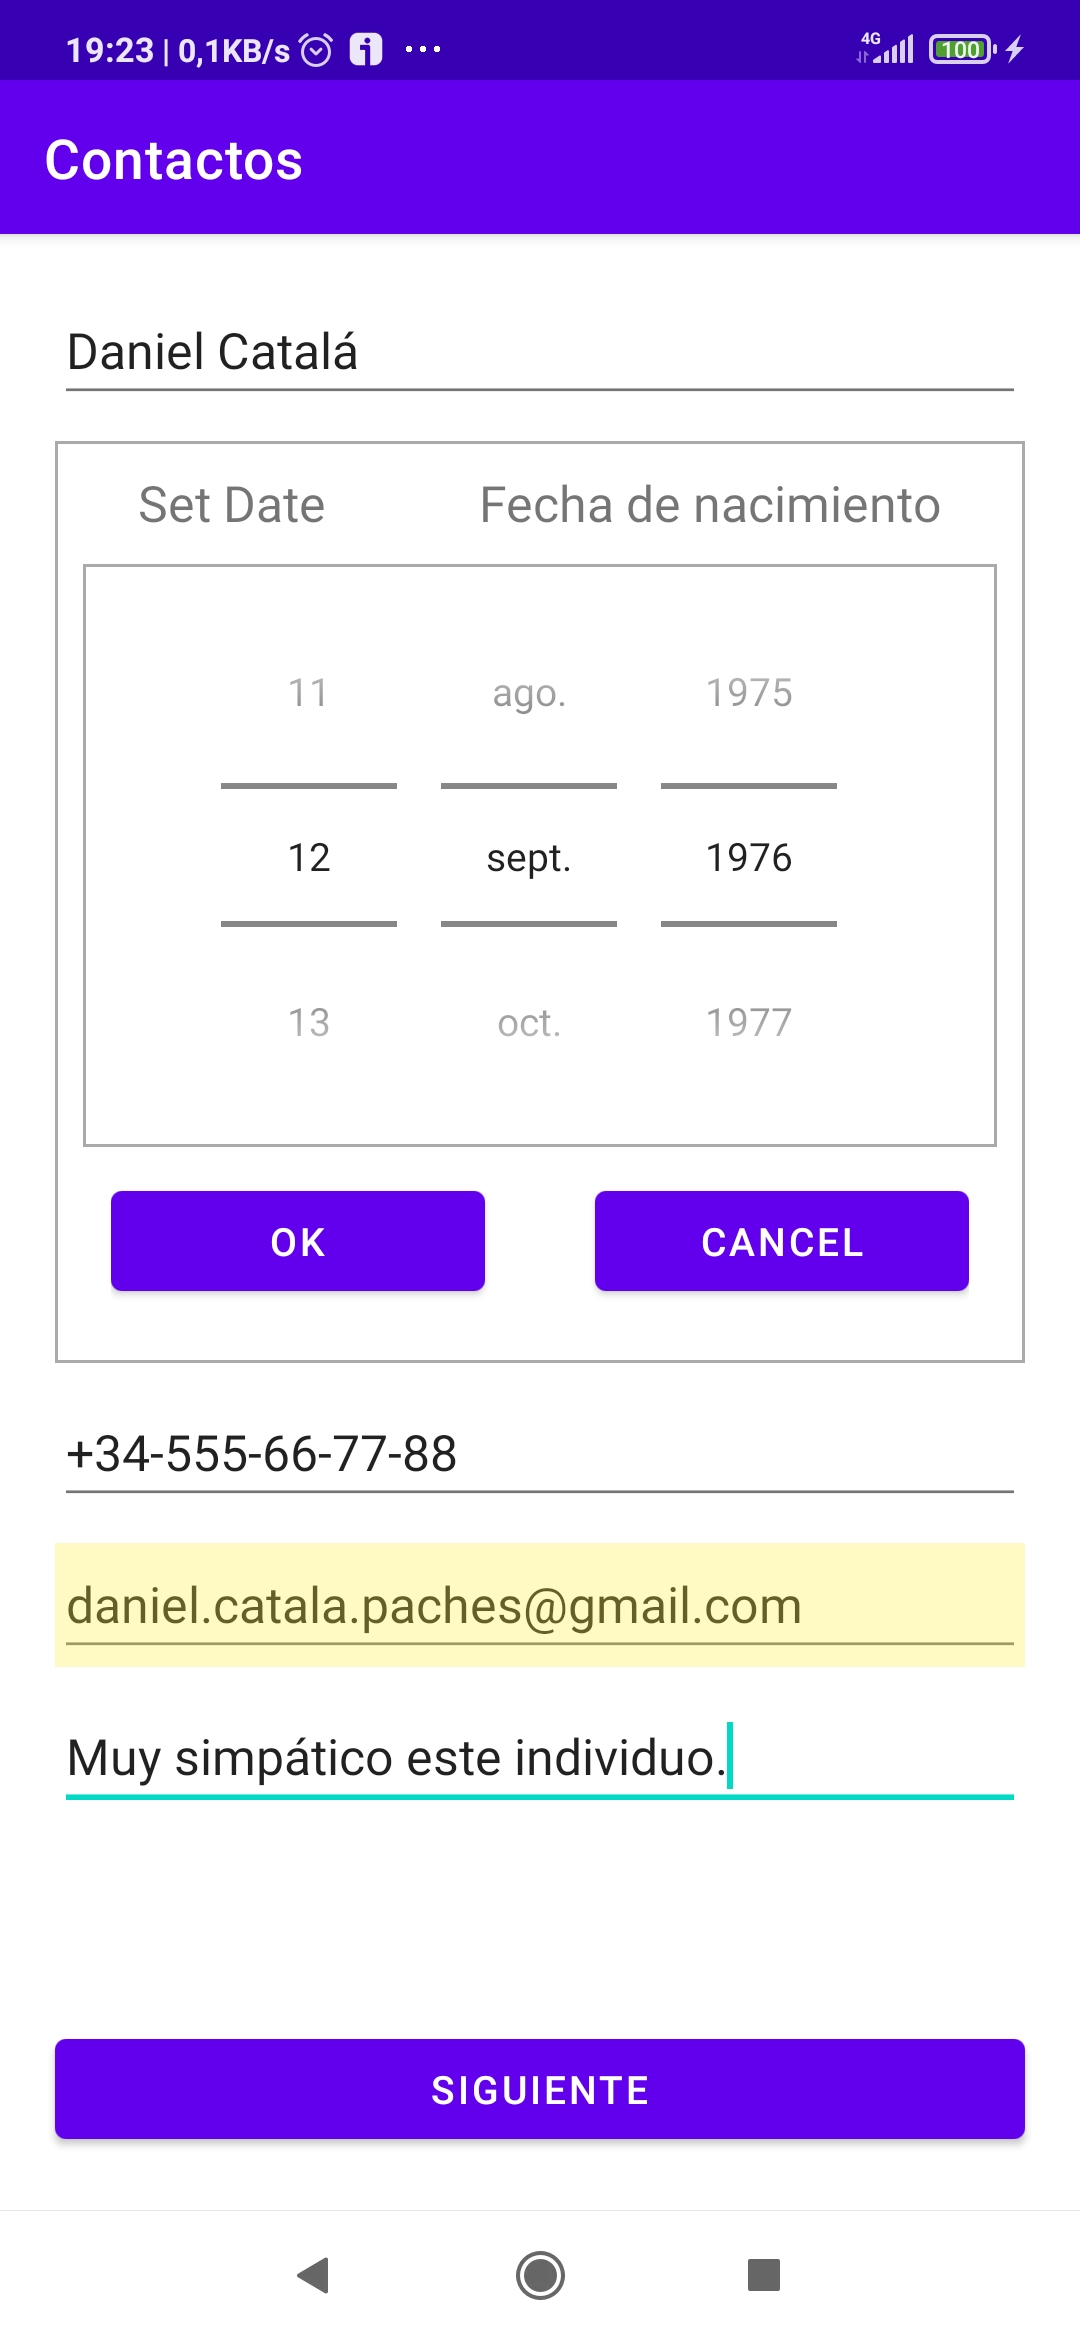 19:23 | 0,1KB/s 4G 100
Contactos
Daniel Catalá
Set Date Fecha de nacimiento
11 ago. 1975
12 sept. 1976
13 oct. 1977
OK CANCEL
+34-555-66-77-88
daniel.catala.paches@gmail.com
Muy simpático este individuo.
SIGUIENTE